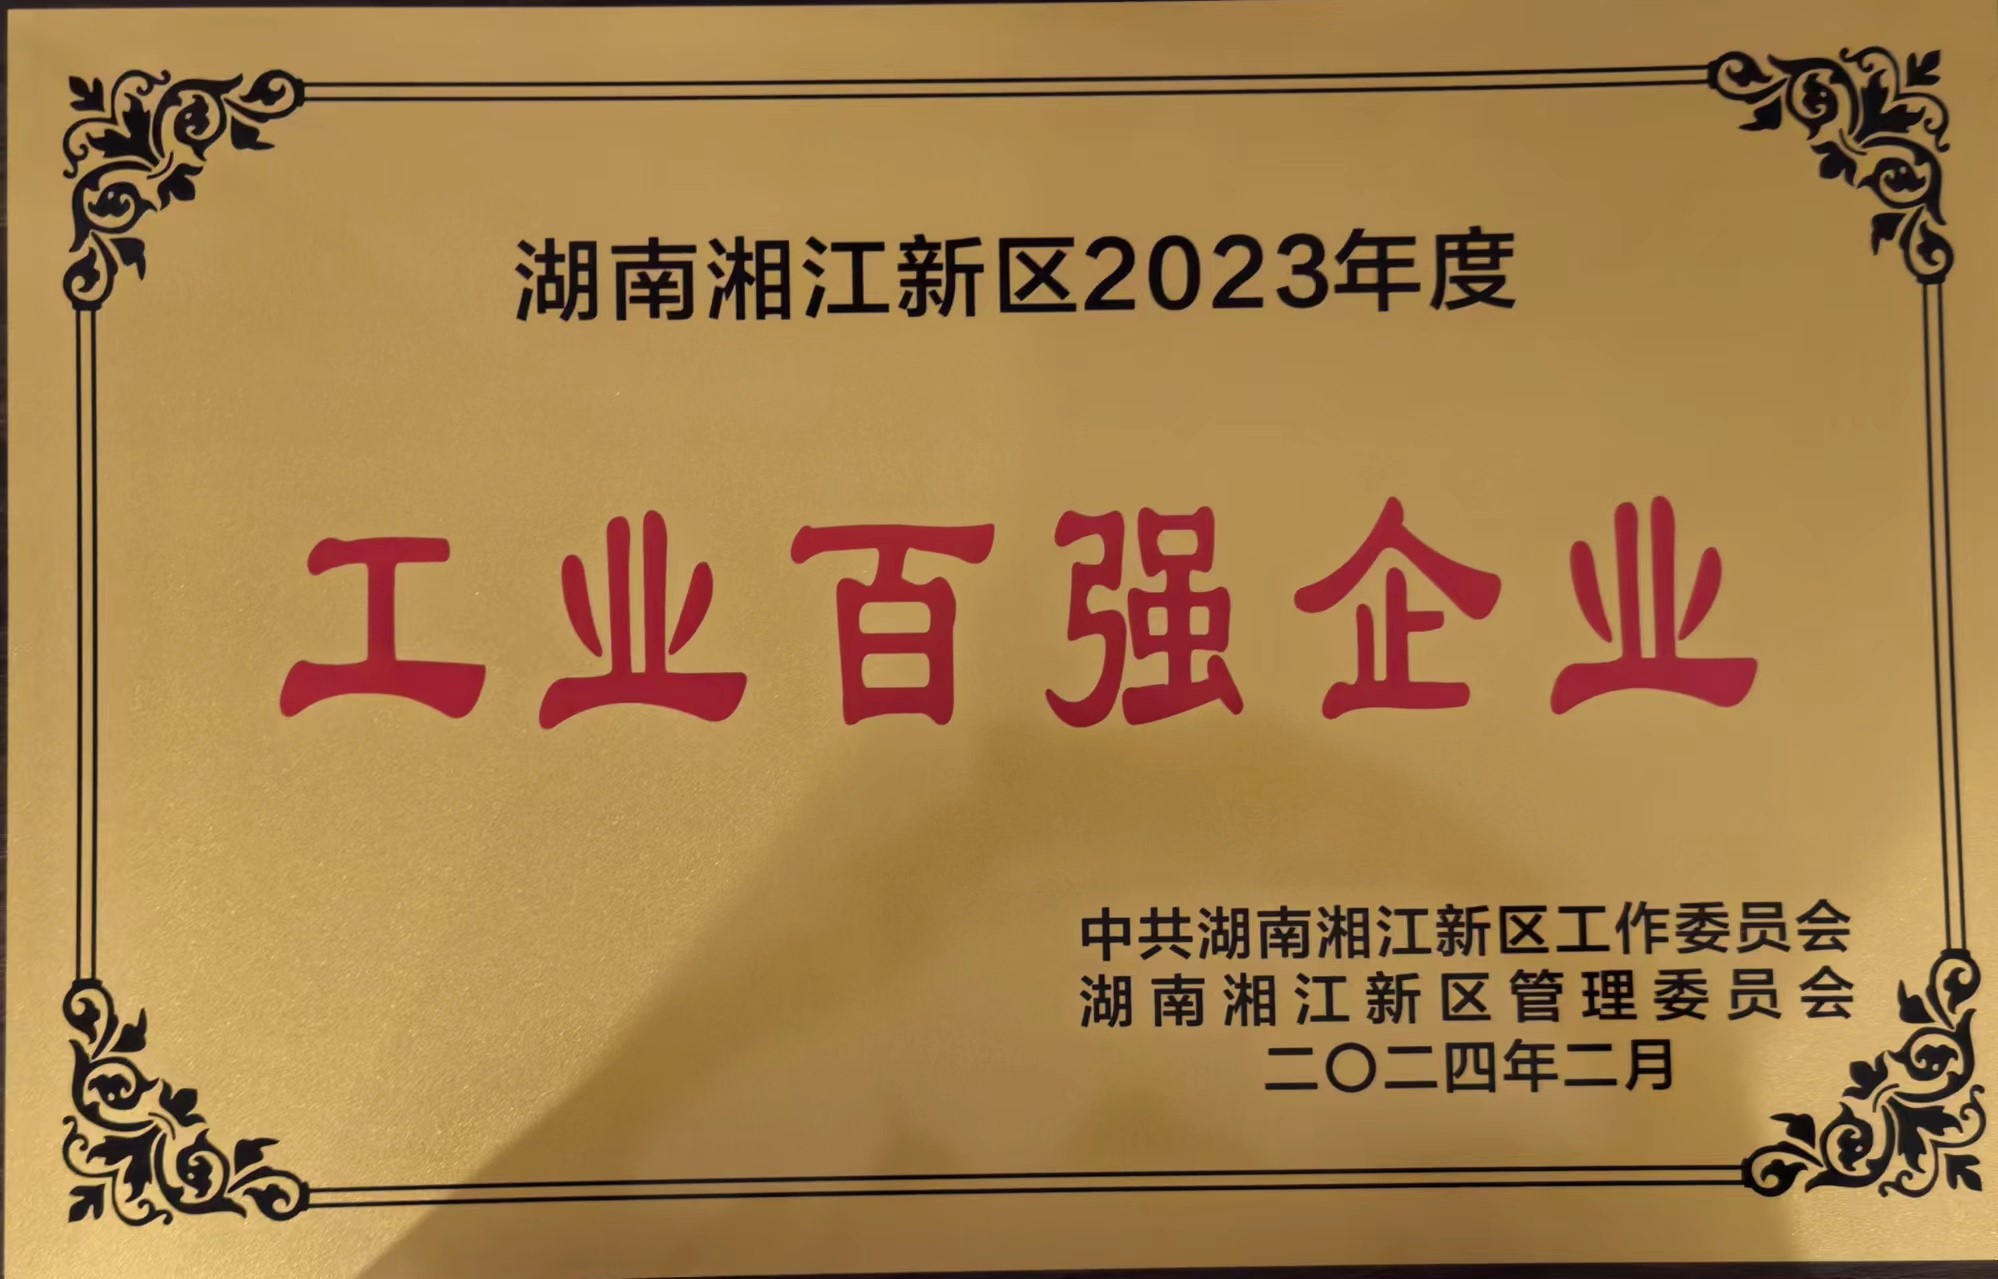 湖南湘江新区2023年度
工业百强企业
中共湖南湘江新区工作委员会
湖南湘江新区管理委员会
二〇二四年二月